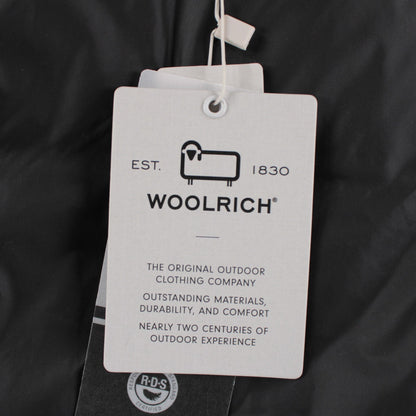 EST. 1830
WOOLRICH®
THE ORIGINAL OUTDOOR
CLOTHING COMPANY
OUTSTANDING MATERIALS,
DURABILITY, AND COMFORT
NEARLY TWO CENTURIES OF
OUTDOOR EXPERIENCE
R·D·S
CERTIFIED